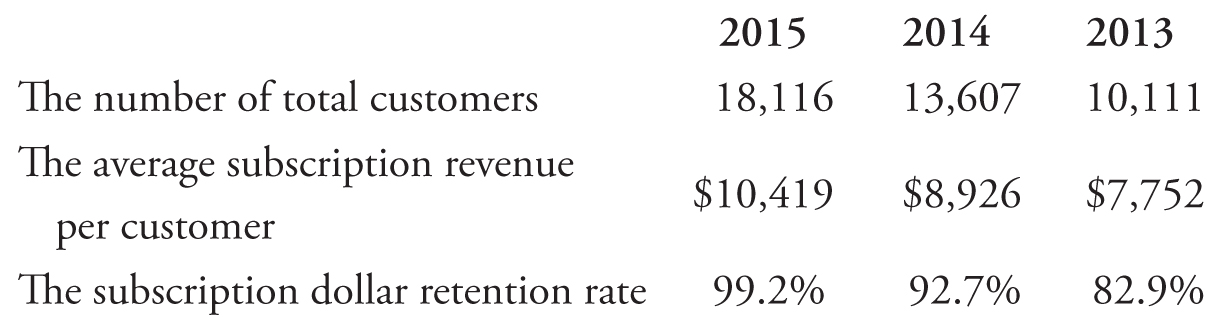 2015 2014 2013
The number of total customers 18,116 13,607 10,111
The average subscription revenue
per customer $10,419 $8,926 $7,752
The subscription dollar retention rate 99.2% 92.7% 82.9%